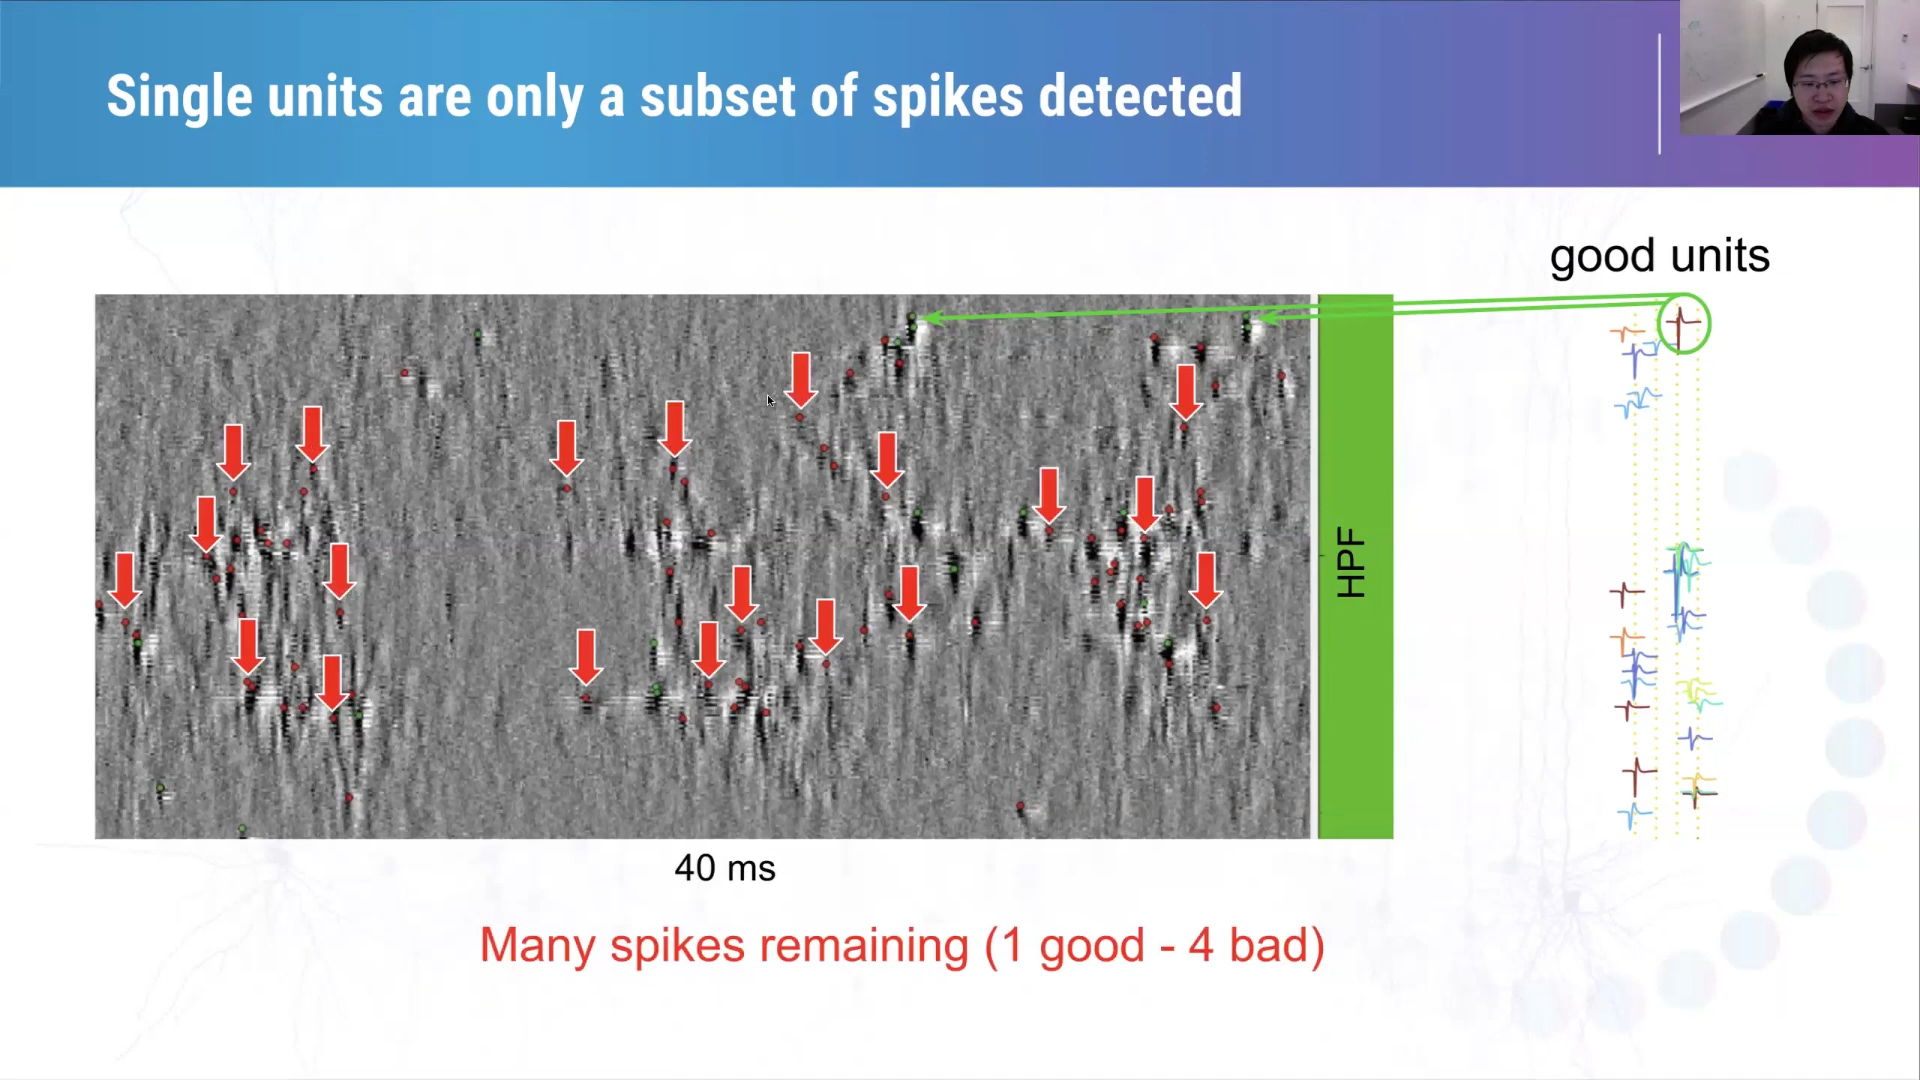 Single units are only a subset of spikes detected
good units
HPF
40 ms
Many spikes remaining (1 good - 4 bad)